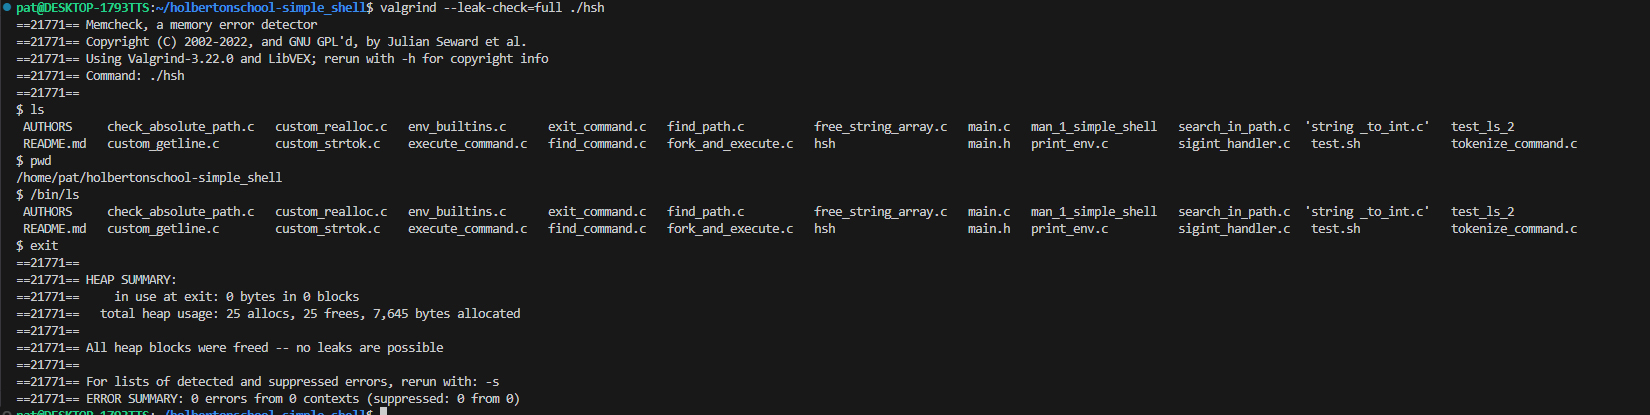 pat@DESKTOP-1793TTS:~/holbertonschool-simple_shell$ valgrind --leak-check=full ./hsh
==21771== Memcheck, a memory error detector
==21771== Copyright (C) 2002-2022, and GNU GPL'd, by Julian Seward et al.
==21771== Using Valgrind-3.22.0 and LibVEX; rerun with -h for copyright info
==21771== Command: ./hsh
==21771==
$ ls
 AUTHORS     check_absolute_path.c   custom_realloc.c   env_builtins.c      exit_command.c   find_path.c          free_string_array.c   main.c   man_1_simple_shell   search_in_path.c  'string _to_int.c'   test_ls_2
 README.md   custom_getline.c        custom_strtok.c    execute_command.c   find_command.c   fork_and_execute.c   hsh                   main.h   print_env.c          sigint_handler.c   test.sh             tokenize_command.c
$ pwd
/home/pat/holbertonschool-simple_shell
$ /bin/ls
 AUTHORS     check_absolute_path.c   custom_realloc.c   env_builtins.c      exit_command.c   find_path.c          free_string_array.c   main.c   man_1_simple_shell   search_in_path.c  'string _to_int.c'   test_ls_2
 README.md   custom_getline.c        custom_strtok.c    execute_command.c   find_command.c   fork_and_execute.c   hsh                   main.h   print_env.c          sigint_handler.c   test.sh             tokenize_command.c
$ exit
==21771==
==21771== HEAP SUMMARY:
==21771==     in use at exit: 0 bytes in 0 blocks
==21771==   total heap usage: 25 allocs, 25 frees, 7,645 bytes allocated
==21771==
==21771== All heap blocks were freed -- no leaks are possible
==21771==
==21771== For lists of detected and suppressed errors, rerun with: -s
==21771== ERROR SUMMARY: 0 errors from 0 contexts (suppressed: 0 from 0)
pat@DESKTOP-1793TTS:~/holbertonschool-simple_shell$